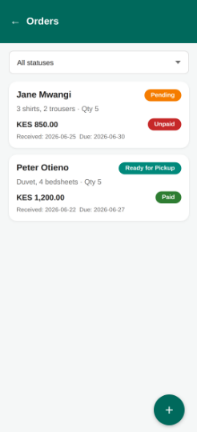 ← Orders
All statuses
Jane Mwangi Pending
3 shirts, 2 trousers · Qty 5
KES 850.00 Unpaid
Received: 2026-06-25 Due: 2026-06-30
Peter Otieno Ready for Pickup
Duvet, 4 bedsheets · Qty 5
KES 1,200.00 Paid
Received: 2026-06-22 Due: 2026-06-27
+